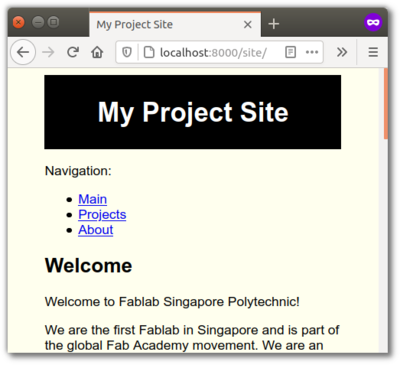 My Project Site
localhost:8000/site/
My Project Site
Navigation:
Main
Projects
About
Welcome
Welcome to Fablab Singapore Polytechnic!
We are the first Fablab in Singapore and is part of
the global Fab Academy movement. We are an